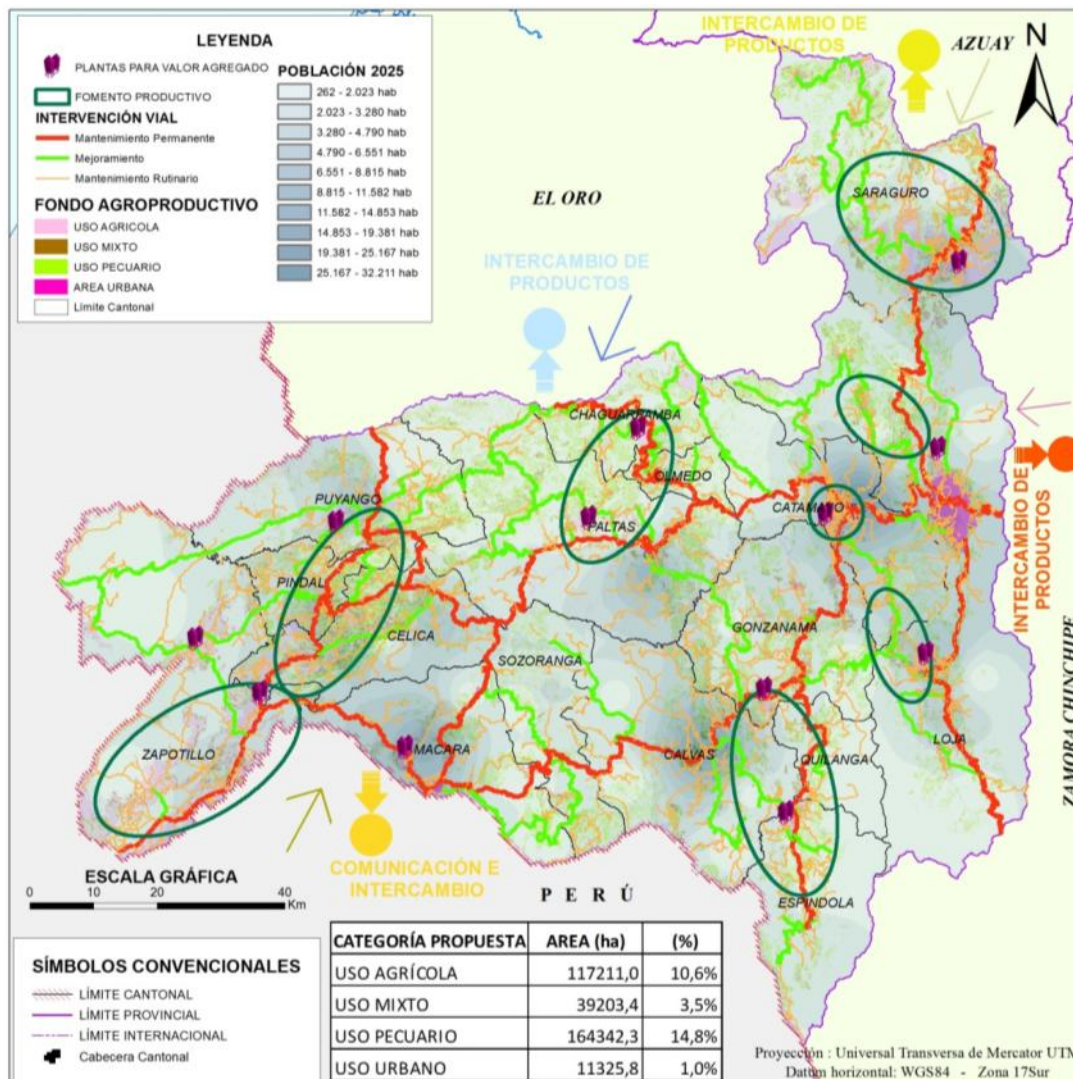 LEYENDA
PLANTAS PARA VALOR AGREGADO
FOMENTO PRODUCTIVO
INTERVENCIÓN VIAL
Mantenimiento Permanente
Mejoramiento
Mantenimiento Rutinario
FONDO AGROPRODUCTIVO
USO AGRICOLA
USO MIXTO
USO PECUARIO
AREA URBANA
Límite Cantonal
POBLACIÓN 2025
262 - 2.023 hab
2.023 - 3.280 hab
3.280 - 4.790 hab
4.790 - 6.551 hab
6.551 - 8.815 hab
8.815 - 11.582 hab
11.582 - 14.853 hab
14.853 - 19.381 hab
19.381 - 25.167 hab
25.167 - 32.211 hab
INTERCAMBIO DE
PRODUCTOS
AZUAY
N
SARAGURO
EL ORO
INTERCAMBIO DE
PRODUCTOS
CHAGUARPAMBA
OLMEDO
PUYANGO
PALTAS
CATAMAYO
INTERCAMBIO DE
PRODUCTOS
PINDAL
CELICA
GONZANAMA
SOZORANGA
ZAPOTILLO
MACARA
CALVAS
QUILANGA
LOJA
ZAMORA CHINCHIPE
COMUNICACIÓN E
INTERCAMBIO
ESCALA GRÁFICA
0 10 20 40
Km
PERÚ
ESPINDOLA
SÍMBOLOS CONVENCIONALES
LÍMITE CANTONAL
LÍMITE PROVINCIAL
LÍMITE INTERNACIONAL
Cabecera Cantonal
CATEGORÍA PROPUESTA AREA (ha) (%)
USO AGRÍCOLA 117211,0 10,6%
USO MIXTO 39203,4 3,5%
USO PECUARIO 164342,3 14,8%
USO URBANO 11325,8 1,0%
Proyección : Universal Transversa de Mercator UTM
Datum horizontal: WGS84 - Zona 17Sur